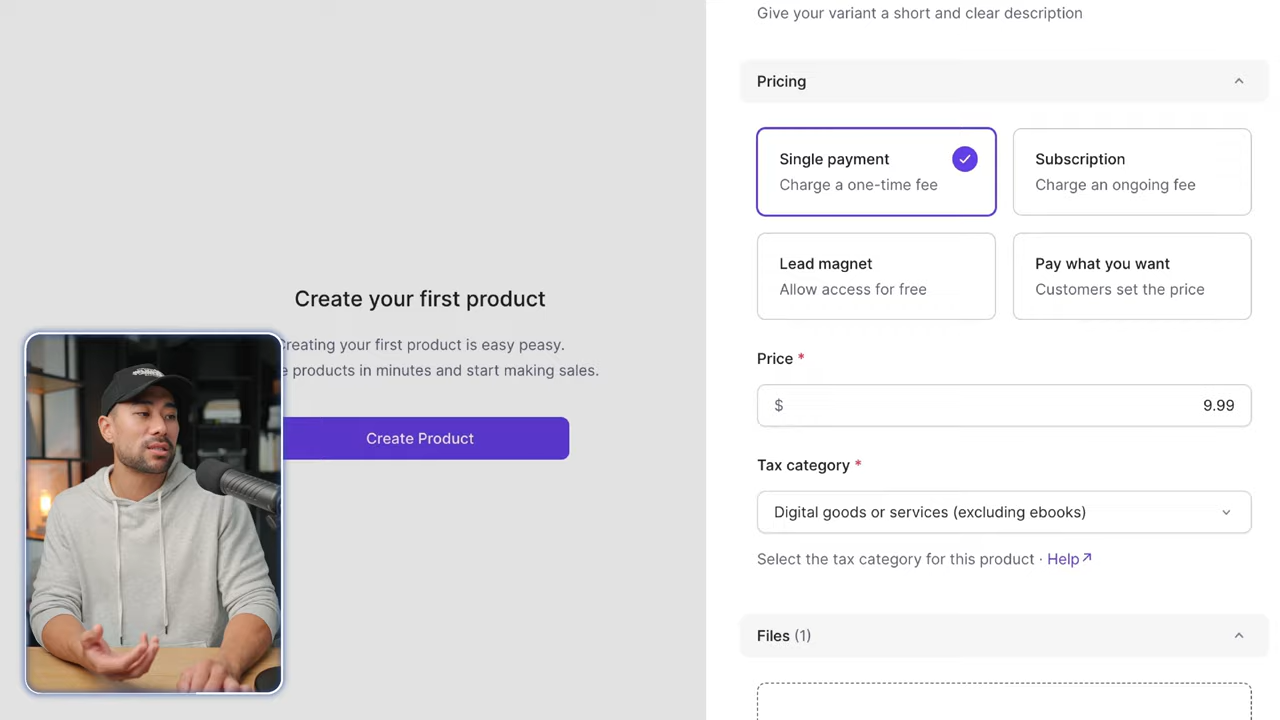 Create your first product
Creating your first product is easy peasy.
products in minutes and start making sales.
Create Product
Give your variant a short and clear description
Pricing
Single payment
Charge a one-time fee
Subscription
Charge an ongoing fee
Lead magnet
Allow access for free
Pay what you want
Customers set the price
Price *
$ 9.99
Tax category *
Digital goods or services (excluding ebooks)
Select the tax category for this product · Help↗
Files (1)